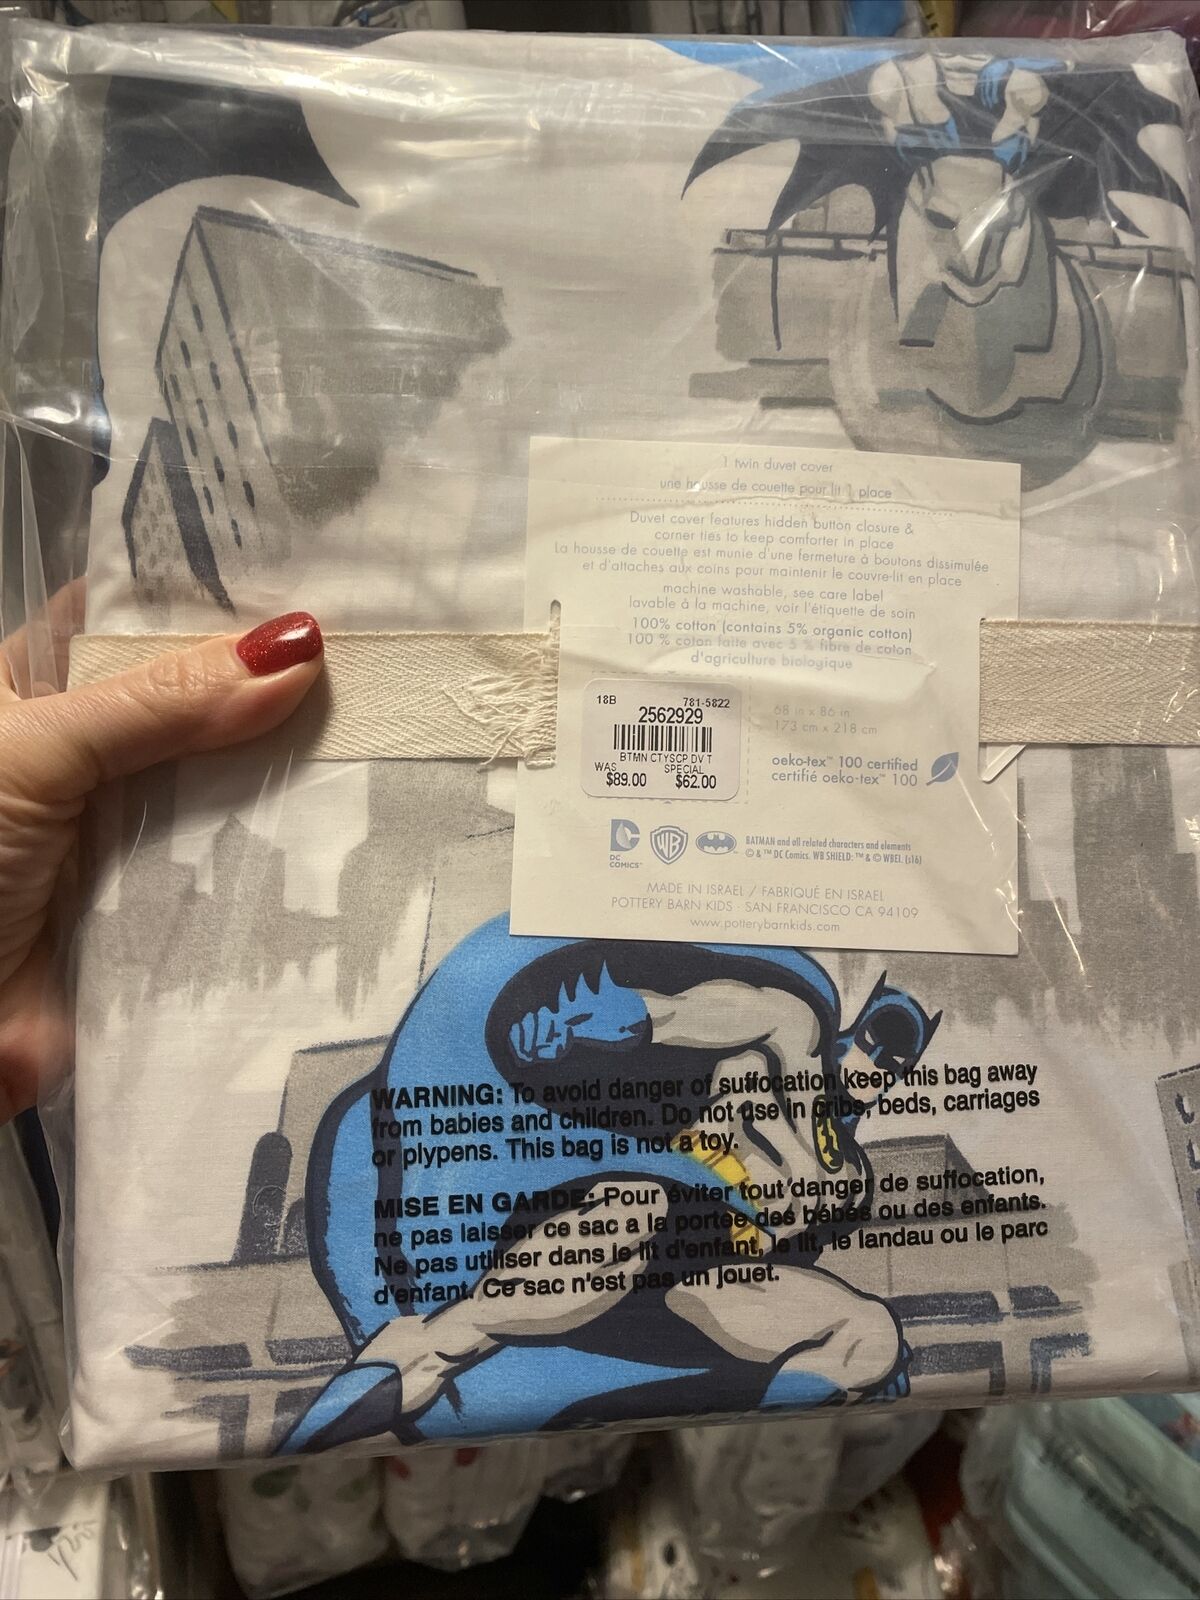 1 twin duvet cover
une housse de couette pour lit 1 place
Duvet cover features hidden button closure &
corner ties to keep comforter in place
La housse de couette est munie d'une fermeture à boutons dissimulée
et d'attaches aux coins pour maintenir le couvre-lit en place
machine washable, see care label
lavable à la machine, voir l'étiquette de soin
100% cotton (contains 5% organic cotton)
100 % coton faite avec 5 % fibre de coton
d'agriculture biologique
18B 781-5822
2562929
BTMN CTYSCP DV T
WAS SPECIAL
$89.00 $62.00
68 in x 86 in
173 cm x 218 cm
oeko-tex™ 100 certified
certifié oeko-tex™ 100
DC
COMICS™
WB
BATMAN and all related characters and elements
© & ™ DC Comics. WB SHIELD: ™ & © WBEI. (s16)
MADE IN ISRAEL / FABRIQUÉ EN ISRAEL
POTTERY BARN KIDS · SAN FRANCISCO CA 94109
www.potterybarnkids.com
WARNING: To avoid danger of suffocation keep this bag away
from babies and children. Do not use in cribs, beds, carriages
or plypens. This bag is not a toy.
MISE EN GARDE: Pour éviter tout danger de suffocation,
ne pas laisser ce sac a la portée des bébés ou des enfants.
Ne pas utiliser dans le lit d'enfant, le lit, le landau ou le parc
d'enfant. Ce sac n'est pas un jouet.